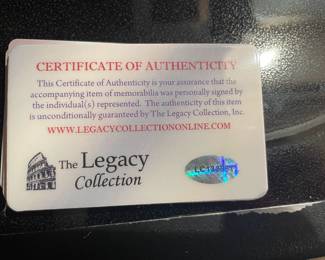 CERTIFICATE OF AUTHENTICITY
This Certificate of Authenticity is your assurance that the
accompanying item of memorabilia was personally signed by
the individual(s) represented. The authenticity of this item
is unconditionally guaranteed by The Legacy Collection, Inc.
WWW.LEGACYCOLLECTIONONLINE.COM
The Legacy
Collection